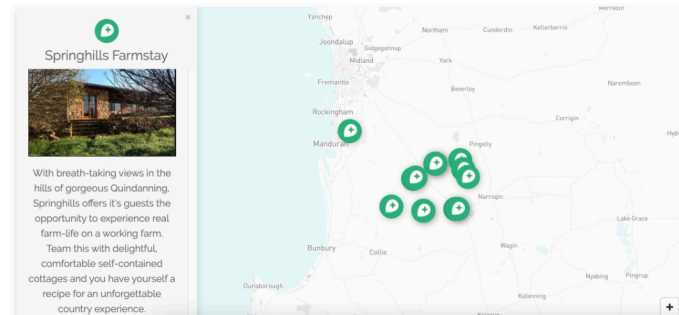 ×
Springhills Farmstay
With breath-taking views in the
hills of gorgeous Quindanning,
Springhills offers it's guests the
opportunity to experience real
farm-life on a working farm.
Team this with delightful,
comfortable self-contained
cottages and you have yourself a
recipe for an unforgettable
country experience.
Yanchep
Merredin
Northam
Cunderdin
Kellerberrin
Joondalup
Gidgegannup
Midland
York
Fremantle
Beverley
Narembeen
Rockingham
Corrigin
Mandurah
Pingelly
Hyde
Narrogin
Lake Grace
Bunbury
Collie
Wagin
Nyabing
Pingrup
Dunsborough
Katanning
+